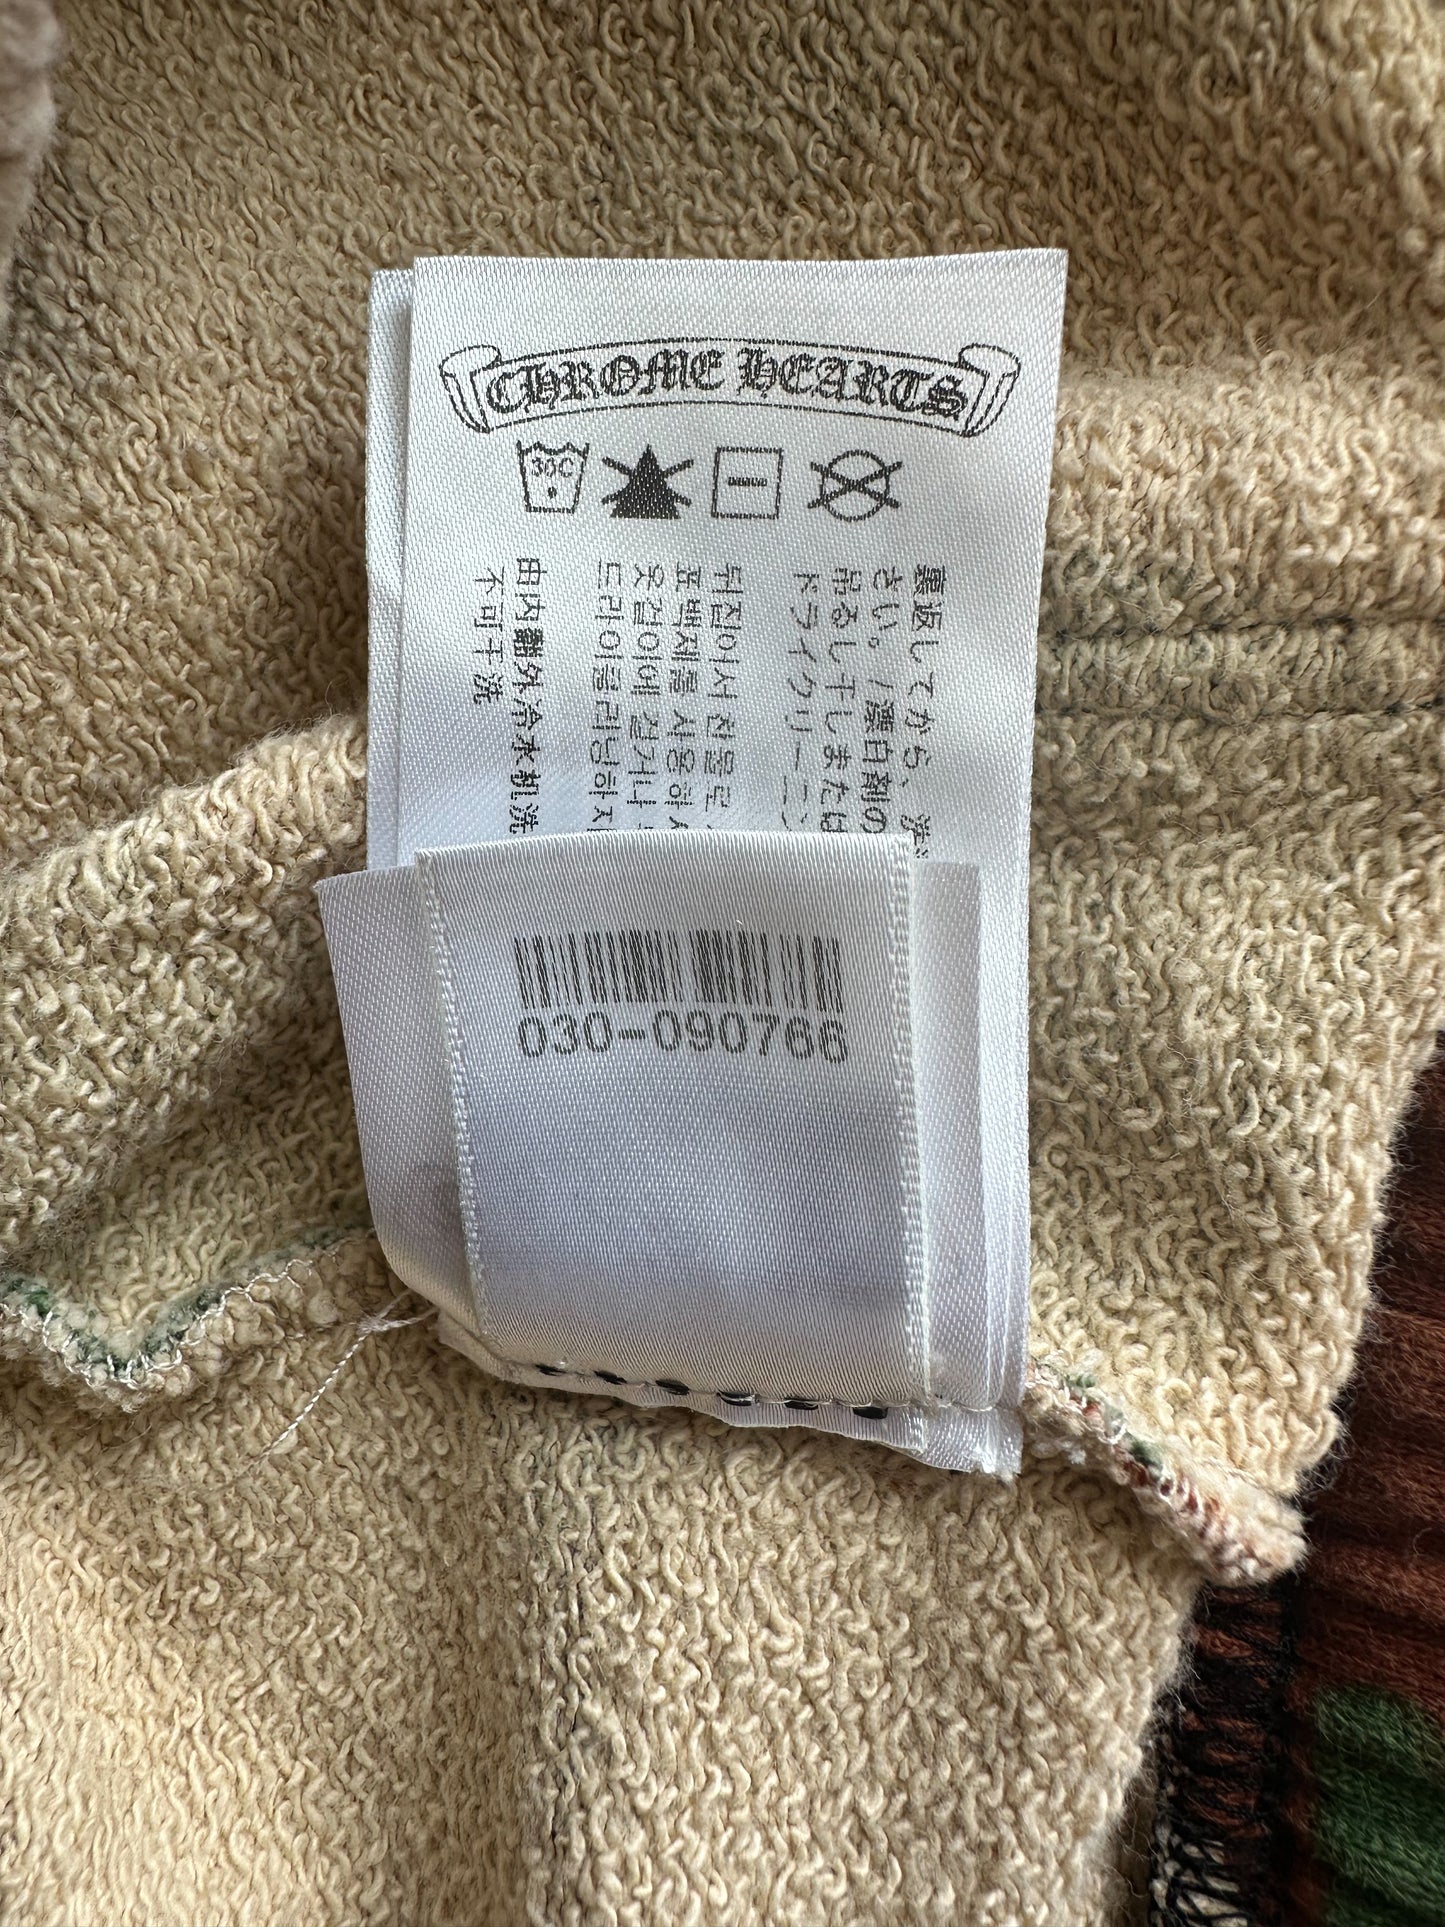 CHROME HEARTS
30C
裏返してから、洗
さい。/漂白剤の
吊るし干しまたは
ドライクリーニン
뒤집어서 찬물로
표백제를 사용하
옷걸이에 걸거나
드라이클리닝하지
由内翻外冷水机洗
不可干洗
030-090766